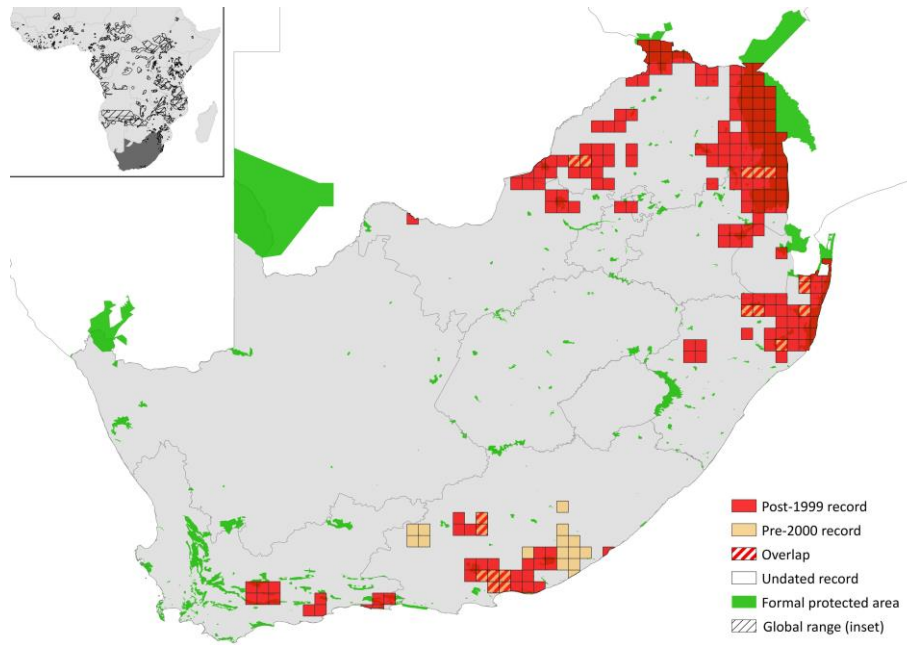 Post-1999 record
Pre-2000 record
Overlap
Undated record
Formal protected area
Global range (inset)